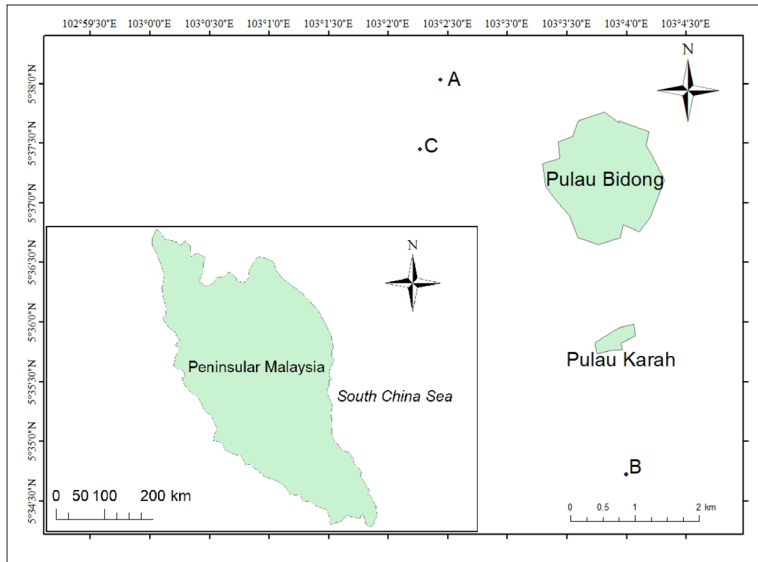 102°59'30"E 103°0'0"E 103°0'30"E 103°1'0"E 103°1'30"E 103°2'0"E 103°2'30"E 103°3'0"E 103°3'30"E 103°4'0"E 103°4'30"E
N
A
5°38'0"N
C
5°37'30"N
Pulau Bidong
5°37'0"N
5°36'30"N
N
5°36'0"N
Pulau Karah
Peninsular Malaysia
5°35'30"N
South China Sea
5°35'0"N
B
5°34'30"N
0 50 100 200 km
0 0.5 1 2 km